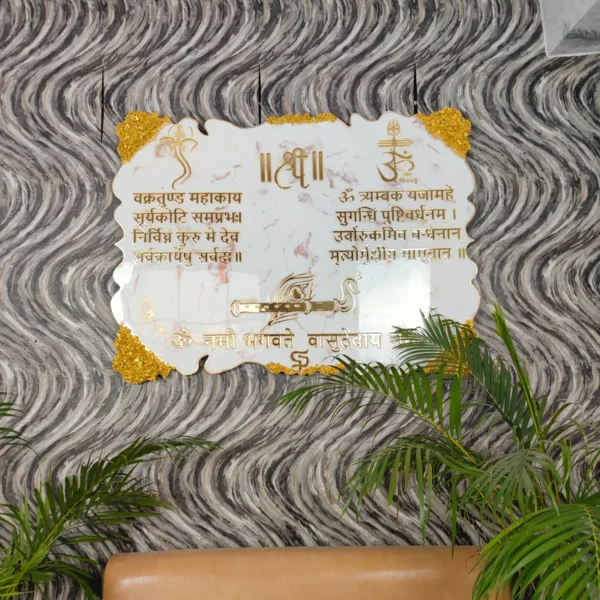 ॥श्री॥
वक्रतुण्ड महाकाय
सूर्यकोटि समप्रभः।
निर्विघ्नं कुरु मे देव
सर्वकार्येषु सर्वदा॥
ॐ त्र्यम्बक यजामहे
सुगन्धि पुष्टिवर्धनम ।
उर्वारुकमिव बन्धनान
ॐ नमो भगवते वासुदेवाय